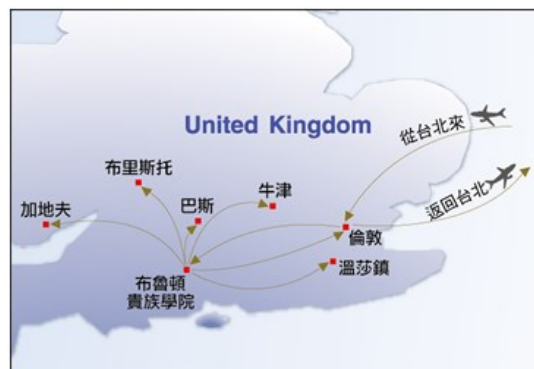 United Kingdom
從台北來
布里斯托
牛津
巴斯
返回台北
加地夫
倫敦
溫莎鎮
布魯頓
貴族學院